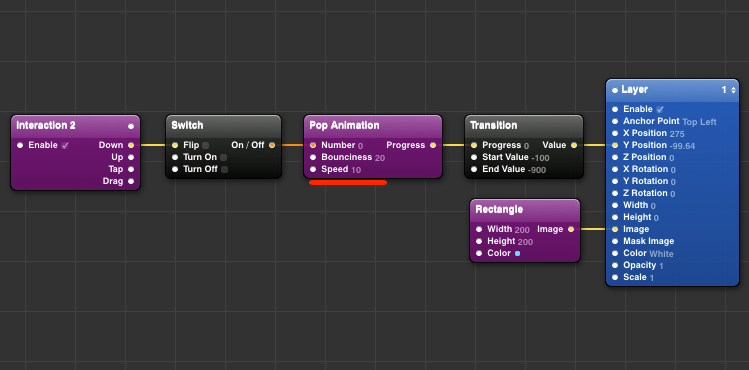 Interaction 2
Enable Down
Up
Tap
Drag
Switch
Flip On / Off
Turn On
Turn Off
Pop Animation
Number 0 Progress
Bounciness 20
Speed 10
Transition
Progress 0 Value
Start Value -100
End Value -900
Rectangle
Width 200 Image
Height 200
Color
Layer 1
Enable
Anchor Point Top Left
X Position 275
Y Position -99.64
Z Position 0
X Rotation 0
Y Rotation 0
Z Rotation 0
Width 0
Height 0
Image
Mask Image
Color White
Opacity 1
Scale 1